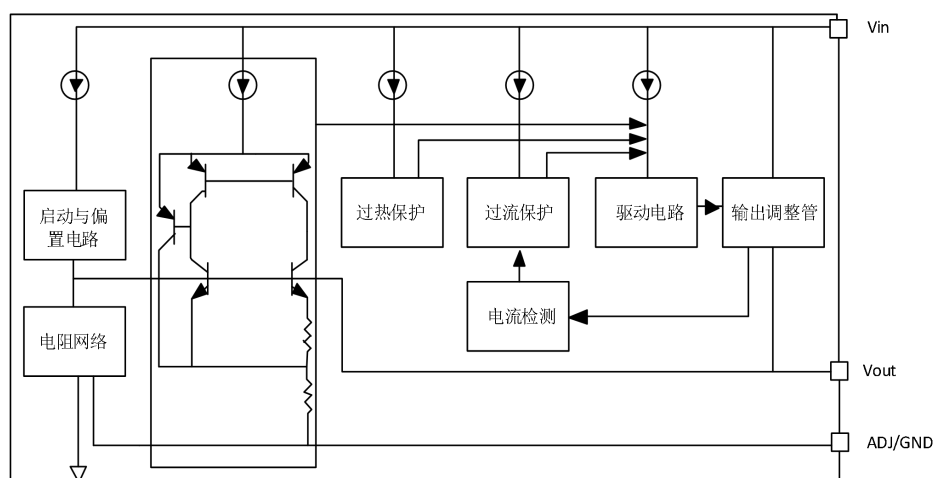 Vin
启动与偏
置电路
过热保护
过流保护
驱动电路
输出调整管
电阻网络
电流检测
Vout
ADJ/GND